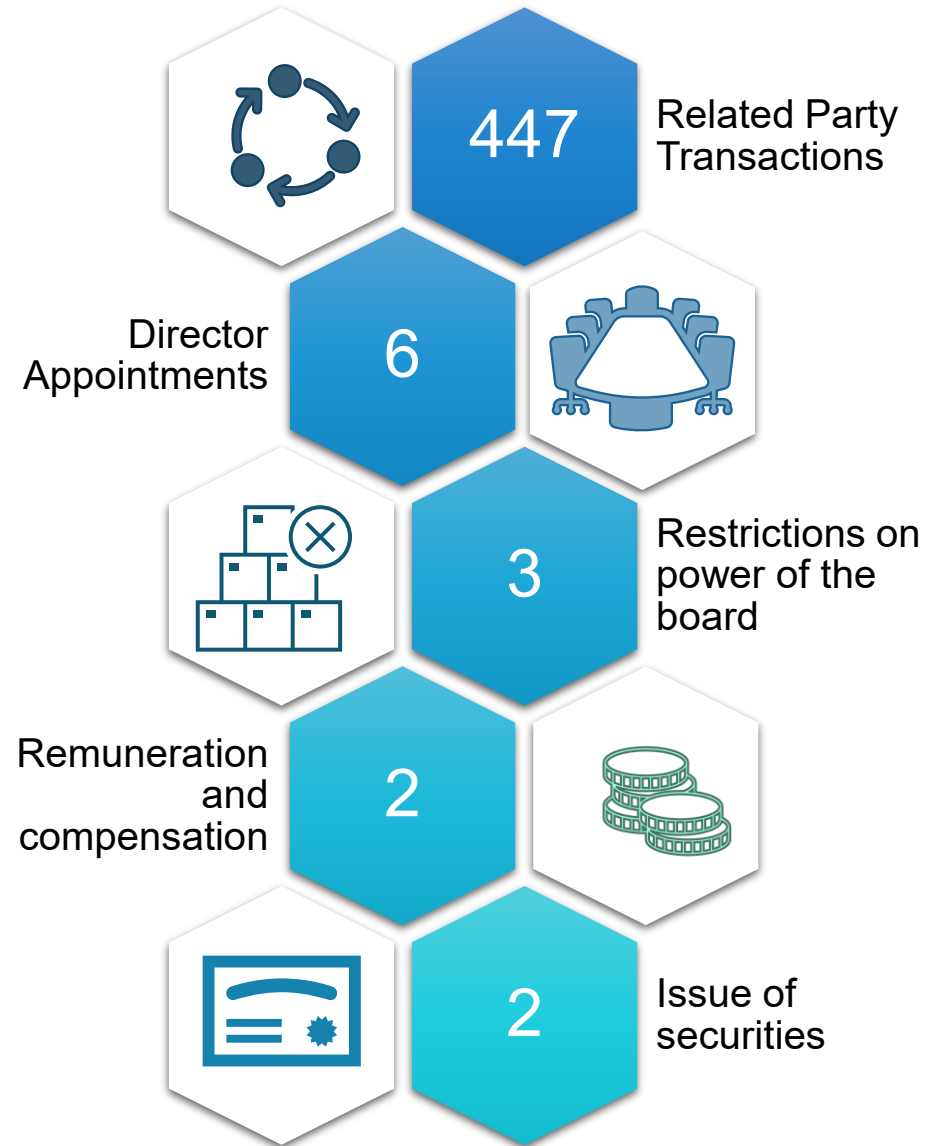 447
Related Party
Transactions
Director
Appointments
6
3
Restrictions on
power of the
board
Remuneration
and
compensation
2
2
Issue of
securities